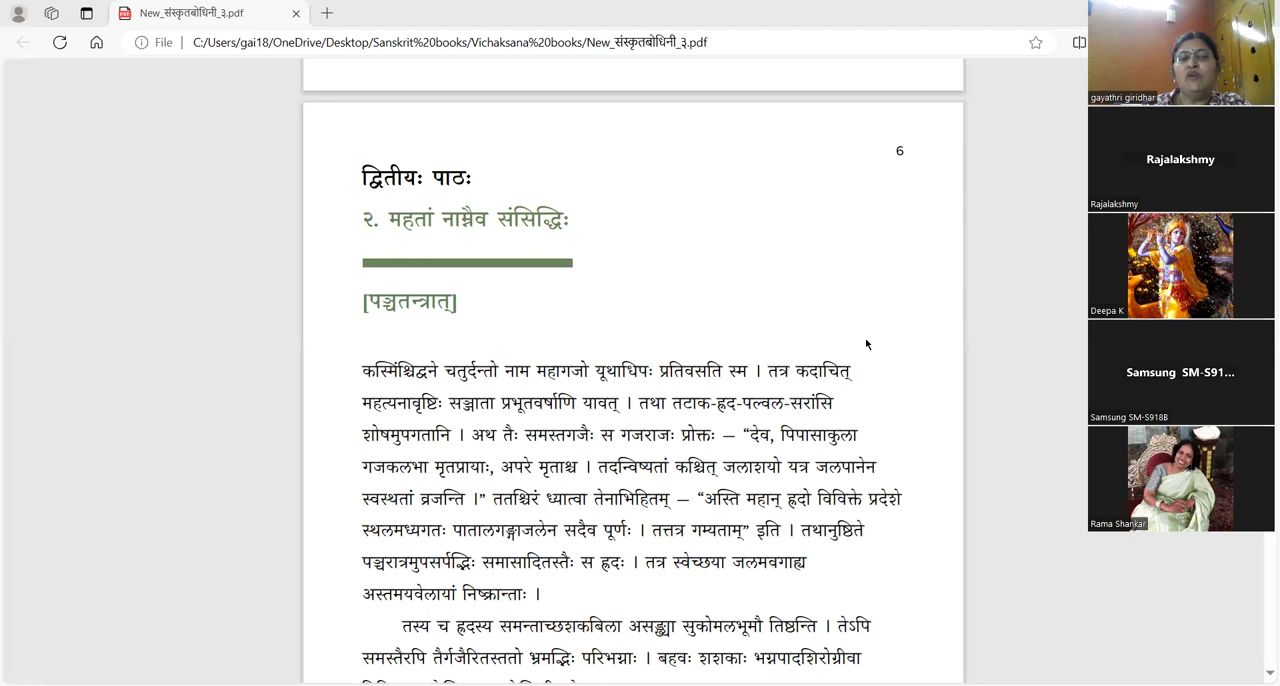 New_संस्कृतबोधिनी_३.pdf
File
C:/Users/gai18/OneDrive/Desktop/Sanskrit%20books/Vichaksana%20books/New_संस्कृतबोधिनी_३.pdf
6
द्वितीयः पाठः
२. महतां नाम्नैव संसिद्धिः
[पञ्चतन्त्रात्]
कस्मिंश्चिद्वने चतुर्दन्तो नाम महागजो यूथाधिपः प्रतिवसति स्म । तत्र कदाचित्
महत्यनावृष्टिः सञ्जाता प्रभूतवर्षाणि यावत् । तथा तटाक-ह्रद-पल्वल-सरांसि
शोषमुपगतानि । अथ तैः समस्तगजैः स गजराजः प्रोक्तः – “देव, पिपासाकुला
गजकलभा मृतप्रायाः, अपरे मृताश्च । तदन्विष्यतां कश्चित् जलाशयो यत्र जलपानेन
स्वस्थतां व्रजन्ति ।” ततश्चिरं ध्यात्वा तेनाभिहितम् – “अस्ति महान् ह्रदो विविक्ते प्रदेशे
स्थलमध्यगतः पातालगङ्गाजलेन सदैव पूर्णः । तत्तत्र गम्यताम्” इति । तथानुष्ठिते
पञ्चरात्रमुपसर्पद्भिः समासादितस्तैः स ह्रदः । तत्र स्वेच्छया जलमवगाह्य
अस्तमयवेलायां निष्क्रान्ताः ।
तस्य च ह्रदस्य समन्ताच्छशकबिला असङ्ख्या सुकोमलभूमौ तिष्ठन्ति । तेऽपि
समस्तैरपि तैर्गजैरितस्ततो भ्रमद्भिः परिभग्नाः । बहवः शशकाः भग्नपादशिरोग्रीवा
gayathri giridhar
Rajalakshmy
Rajalakshmy
Deepa K
Samsung SM-S91...
Samsung SM-S918B
Rama Shankar